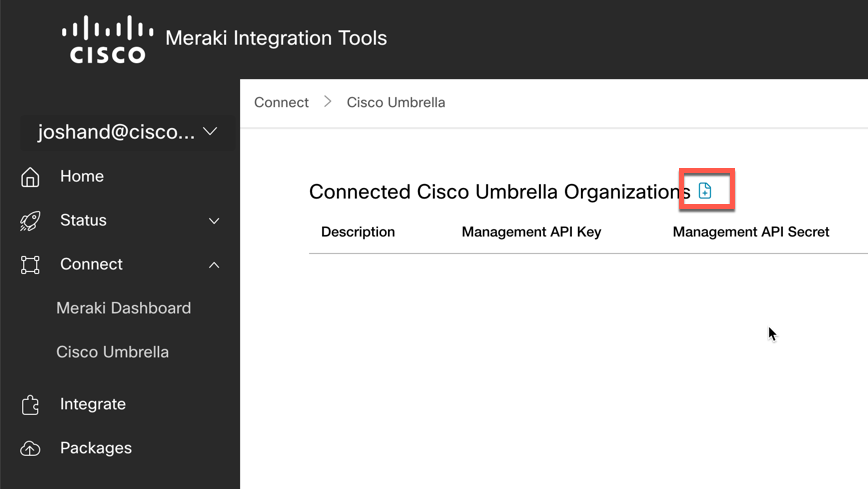 CISCO
Meraki Integration Tools
joshand@cisco...
Home
Status
Connect
Meraki Dashboard
Cisco Umbrella
Integrate
Packages
Connect > Cisco Umbrella
Connected Cisco Umbrella Organizations
Description Management API Key Management API Secret